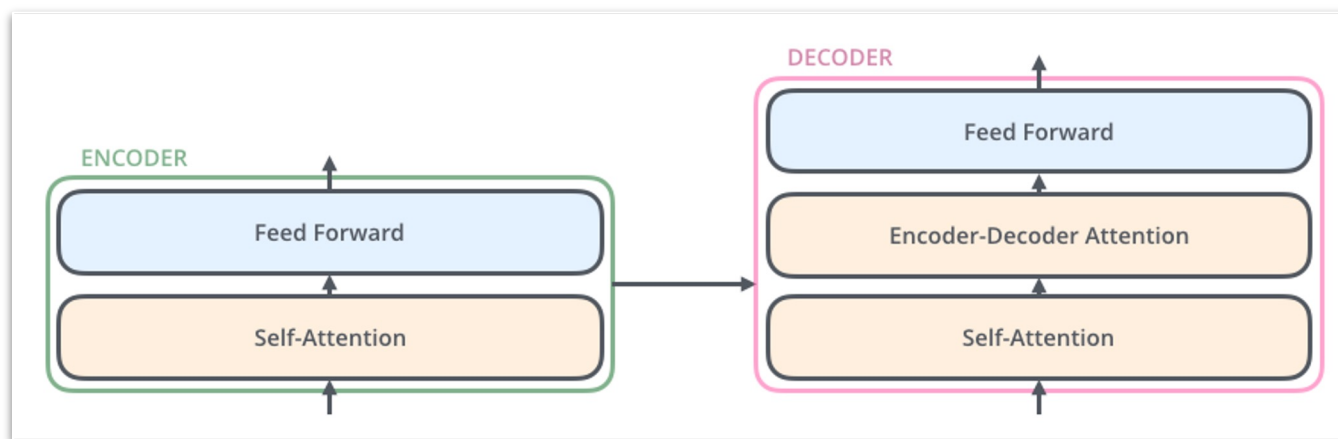 ENCODER
Feed Forward
Self-Attention
DECODER
Feed Forward
Encoder-Decoder Attention
Self-Attention